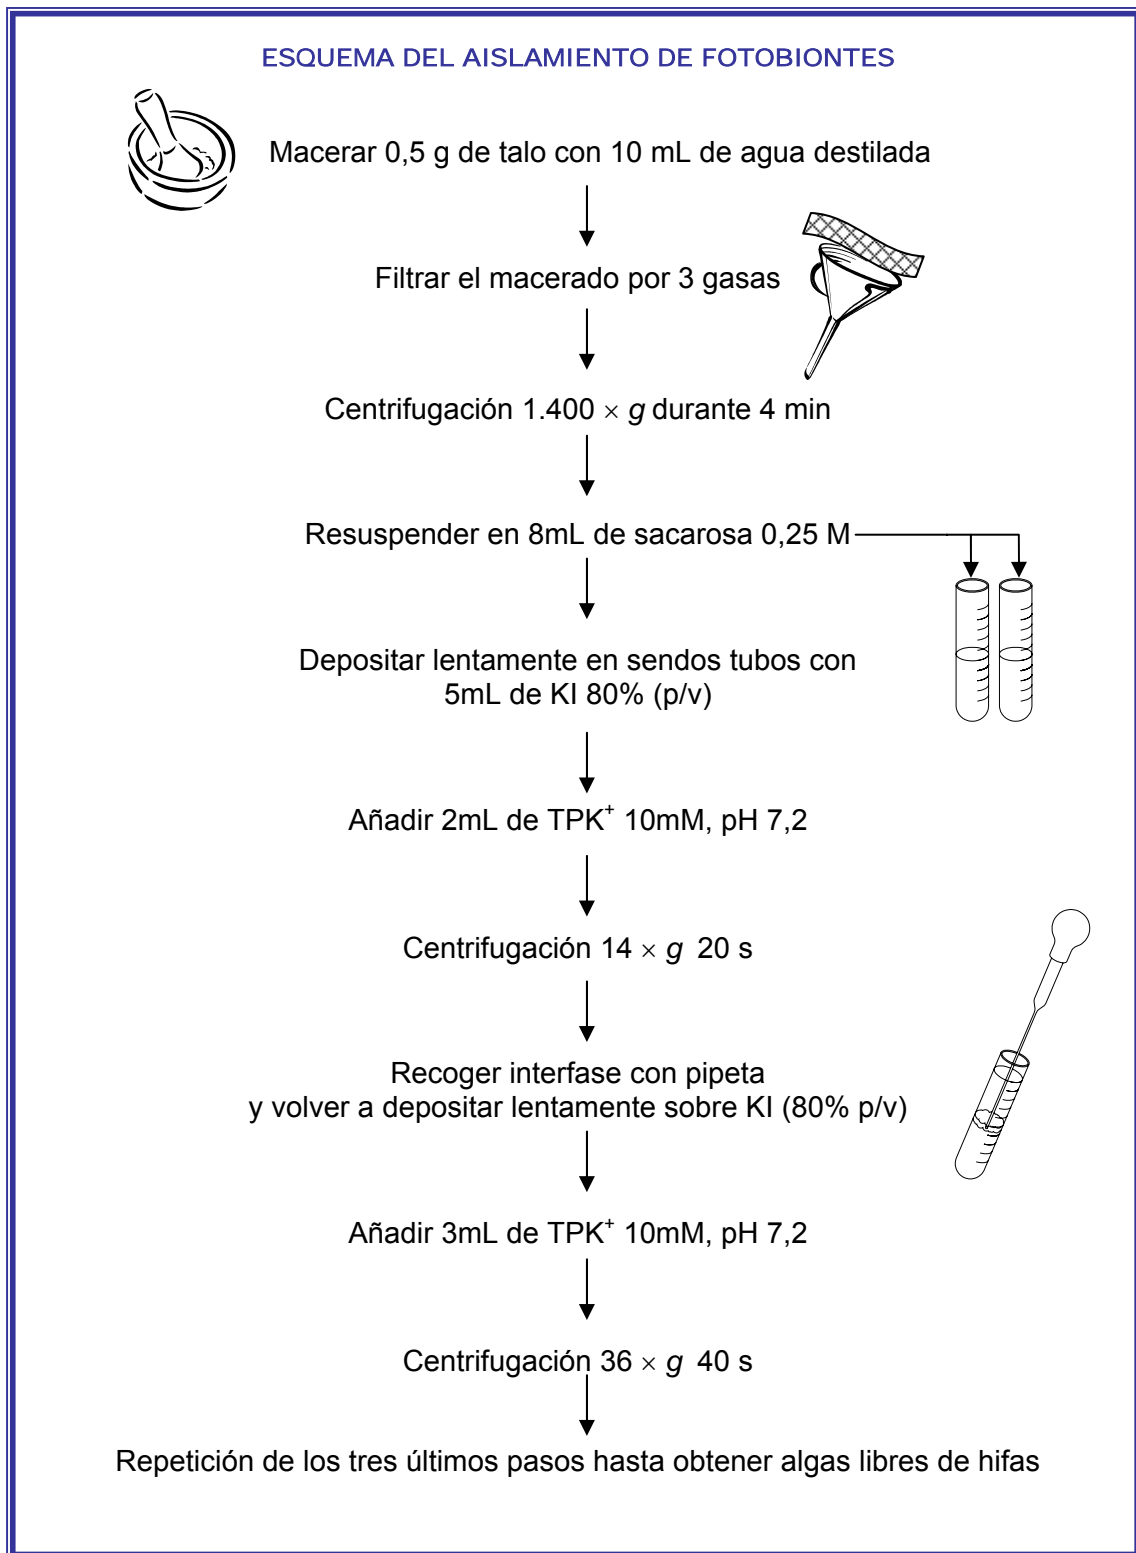 ESQUEMA DEL AISLAMIENTO DE FOTOBIONTES
Macerar 0,5 g de talo con 10 mL de agua destilada
Filtrar el macerado por 3 gasas
Centrifugación 1.400 × g durante 4 min
Resuspender en 8mL de sacarosa 0,25 M
Depositar lentamente en sendos tubos con
5mL de KI 80% (p/v)
Añadir 2mL de TPK⁺ 10mM, pH 7,2
Centrifugación 14 × g 20 s
Recoger interfase con pipeta
y volver a depositar lentamente sobre KI (80% p/v)
Añadir 3mL de TPK⁺ 10mM, pH 7,2
Centrifugación 36 × g 40 s
Repetición de los tres últimos pasos hasta obtener algas libres de hifas